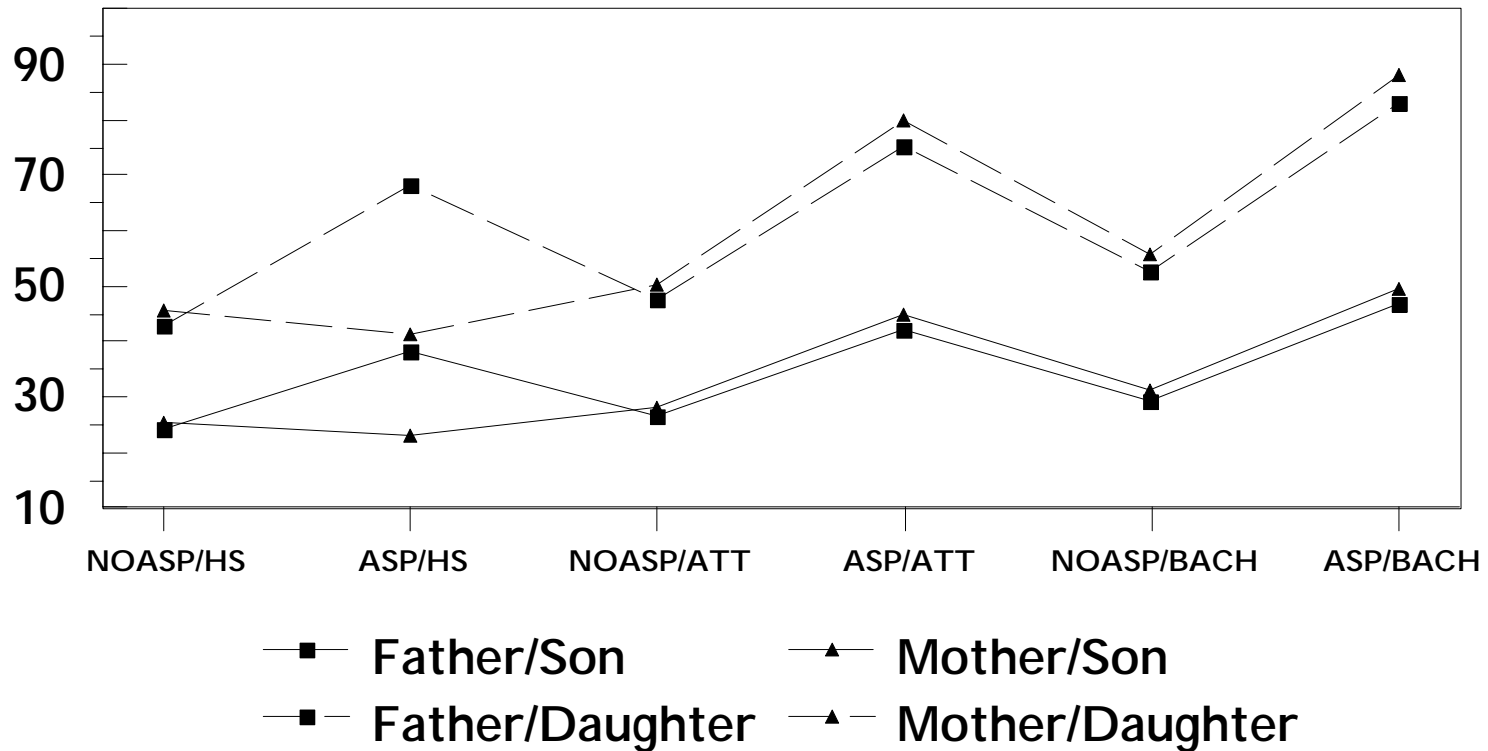 90
70
50
30
10
NOASP/HS ASP/HS NOASP/ATT ASP/ATT NOASP/BACH ASP/BACH
Father/Son Mother/Son
Father/Daughter Mother/Daughter